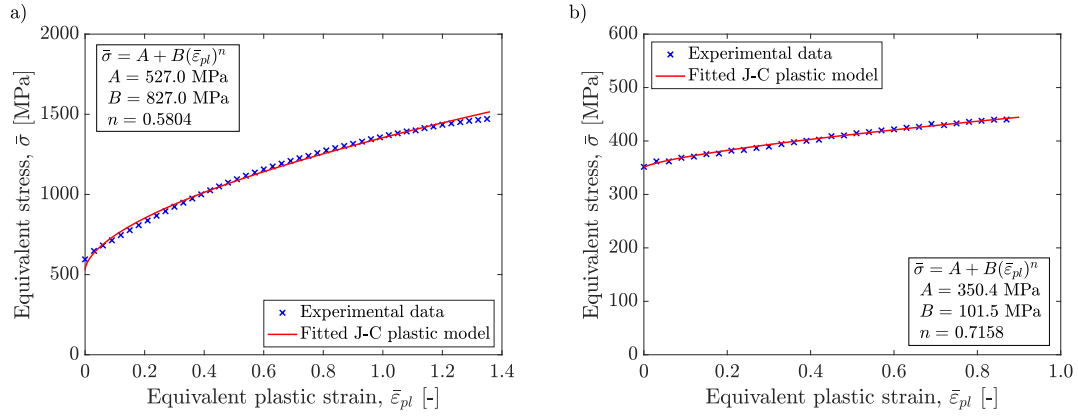 a)
2000
1500
1000
500
0
Equivalent stress, σ̄ [MPa]
σ̄ = A + B(ε̄pl)ⁿ
A = 527.0 MPa
B = 827.0 MPa
n = 0.5804
Experimental data
Fitted J-C plastic model
0 0.2 0.4 0.6 0.8 1.0 1.2 1.4
Equivalent plastic strain, ε̄pl [-]
b)
600
500
400
300
200
100
0
Equivalent stress, σ̄ [MPa]
Experimental data
Fitted J-C plastic model
σ̄ = A + B(ε̄pl)ⁿ
A = 350.4 MPa
B = 101.5 MPa
n = 0.7158
0 0.2 0.4 0.6 0.8 1.0
Equivalent plastic strain, ε̄pl [-]